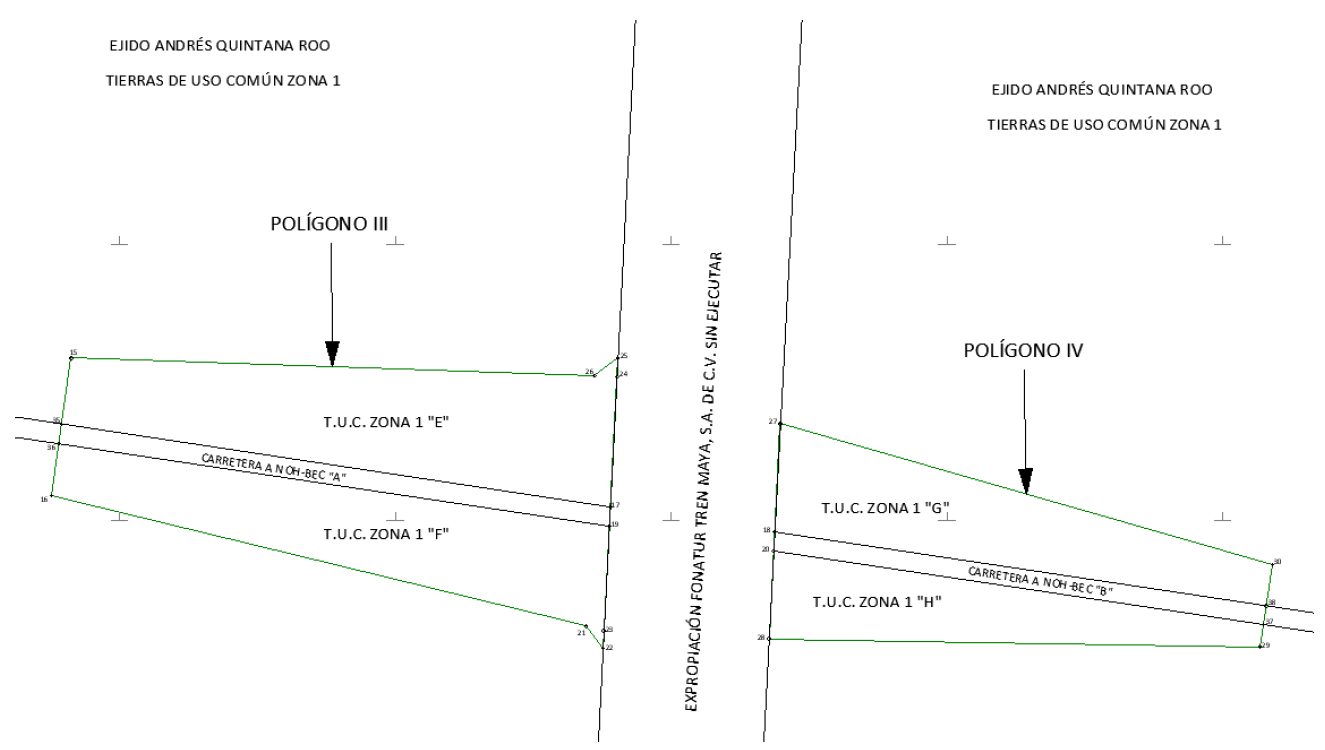 EJIDO ANDRÉS QUINTANA ROO
TIERRAS DE USO COMÚN ZONA 1
EJIDO ANDRÉS QUINTANA ROO
TIERRAS DE USO COMÚN ZONA 1
POLÍGONO III
EXPROPIACIÓN FONATUR TREN MAYA, S.A. DE C.V. SIN EJECUTAR
POLÍGONO IV
15
25
26
24
T.U.C. ZONA 1 "E"
35
36
CARRETERA A NOH-BEC "A"
16
17
19
T.U.C. ZONA 1 "F"
21
23
22
27
T.U.C. ZONA 1 "G"
18
20
CARRETERA A NOH-BEC "B"
30
38
37
T.U.C. ZONA 1 "H"
28
29